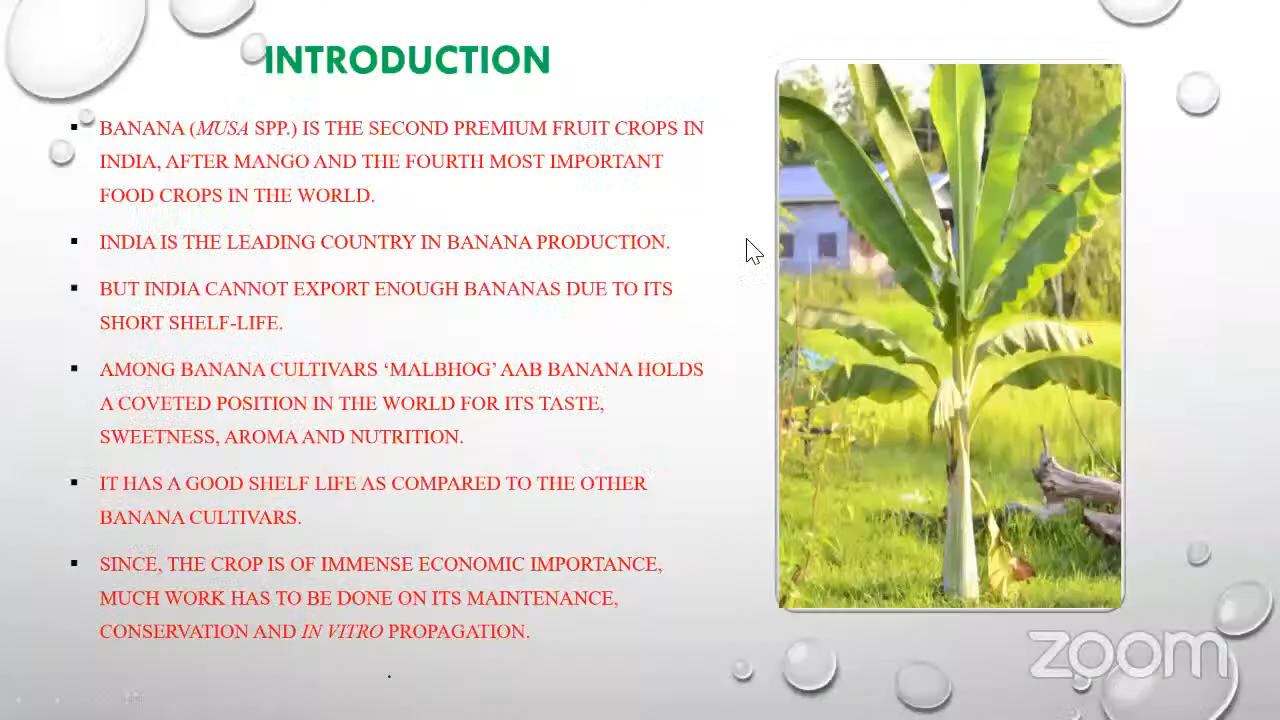 INTRODUCTION
▪ BANANA (MUSA SPP.) IS THE SECOND PREMIUM FRUIT CROPS IN
INDIA, AFTER MANGO AND THE FOURTH MOST IMPORTANT
FOOD CROPS IN THE WORLD.
▪ INDIA IS THE LEADING COUNTRY IN BANANA PRODUCTION.
▪ BUT INDIA CANNOT EXPORT ENOUGH BANANAS DUE TO ITS
SHORT SHELF-LIFE.
▪ AMONG BANANA CULTIVARS ‘MALBHOG’ AAB BANANA HOLDS
A COVETED POSITION IN THE WORLD FOR ITS TASTE,
SWEETNESS, AROMA AND NUTRITION.
▪ IT HAS A GOOD SHELF LIFE AS COMPARED TO THE OTHER
BANANA CULTIVARS.
▪ SINCE, THE CROP IS OF IMMENSE ECONOMIC IMPORTANCE,
MUCH WORK HAS TO BE DONE ON ITS MAINTENANCE,
CONSERVATION AND IN VITRO PROPAGATION.
.
zoom